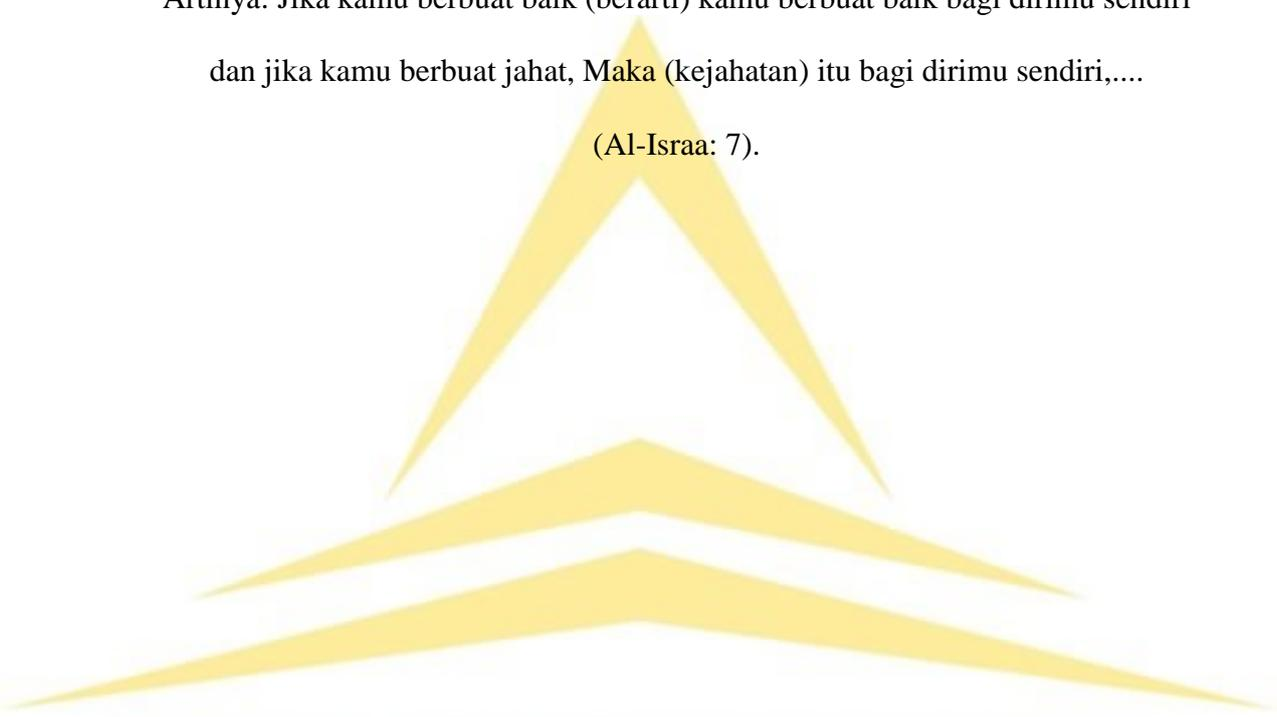 Artinya: Jika kamu berbuat baik (berarti) kamu berbuat baik bagi dirimu sendiri
dan jika kamu berbuat jahat, Maka (kejahatan) itu bagi dirimu sendiri,....
(Al-Israa: 7).